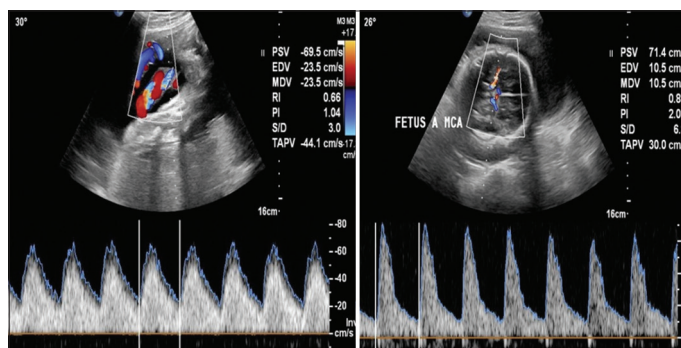 30°
M3 M3
+17.
II PSV -69.5 cm/s
EDV -23.5 cm/s
MDV -23.5 cm/s
RI 0.66
PI 1.04
S/D 3.0
TAPV -44.1 cm/s
-17.
cm/
16cm
-80
-60
-40
-20
Inv
cm/s
26°
FETUS A MCA
II PSV 71.4 cm/s
EDV 10.5 cm/s
MDV 10.5 cm/s
RI 0.8
PI 2.0
S/D 6.
TAPV 30.0 cm/s
16cm